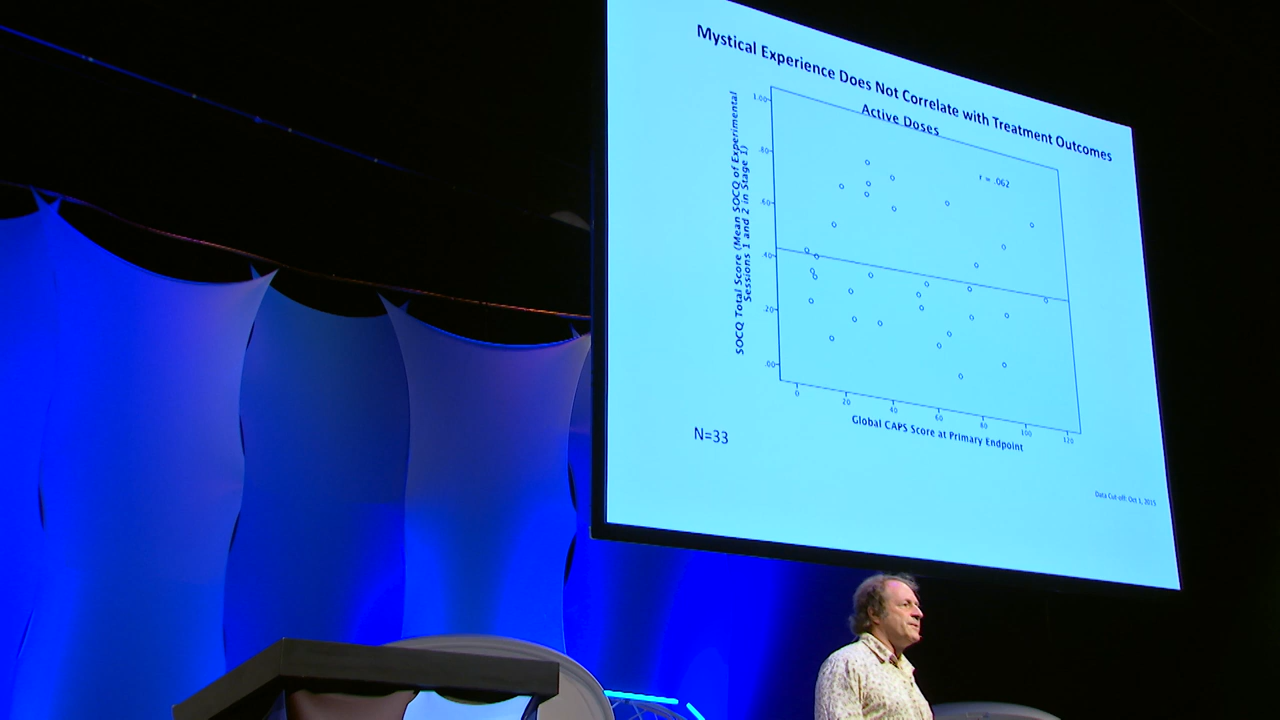 Mystical Experience Does Not Correlate with Treatment Outcomes
Active Doses
r = .062
SOCQ Total Score (Mean SOCQ of Experimental
Sessions 1 and 2 in Stage 1)
1.00
.80
.60
.40
.20
.00
0
20
40
60
80
100
120
Global CAPS Score at Primary Endpoint
N=33
Data Cut-off: Oct 1, 2015